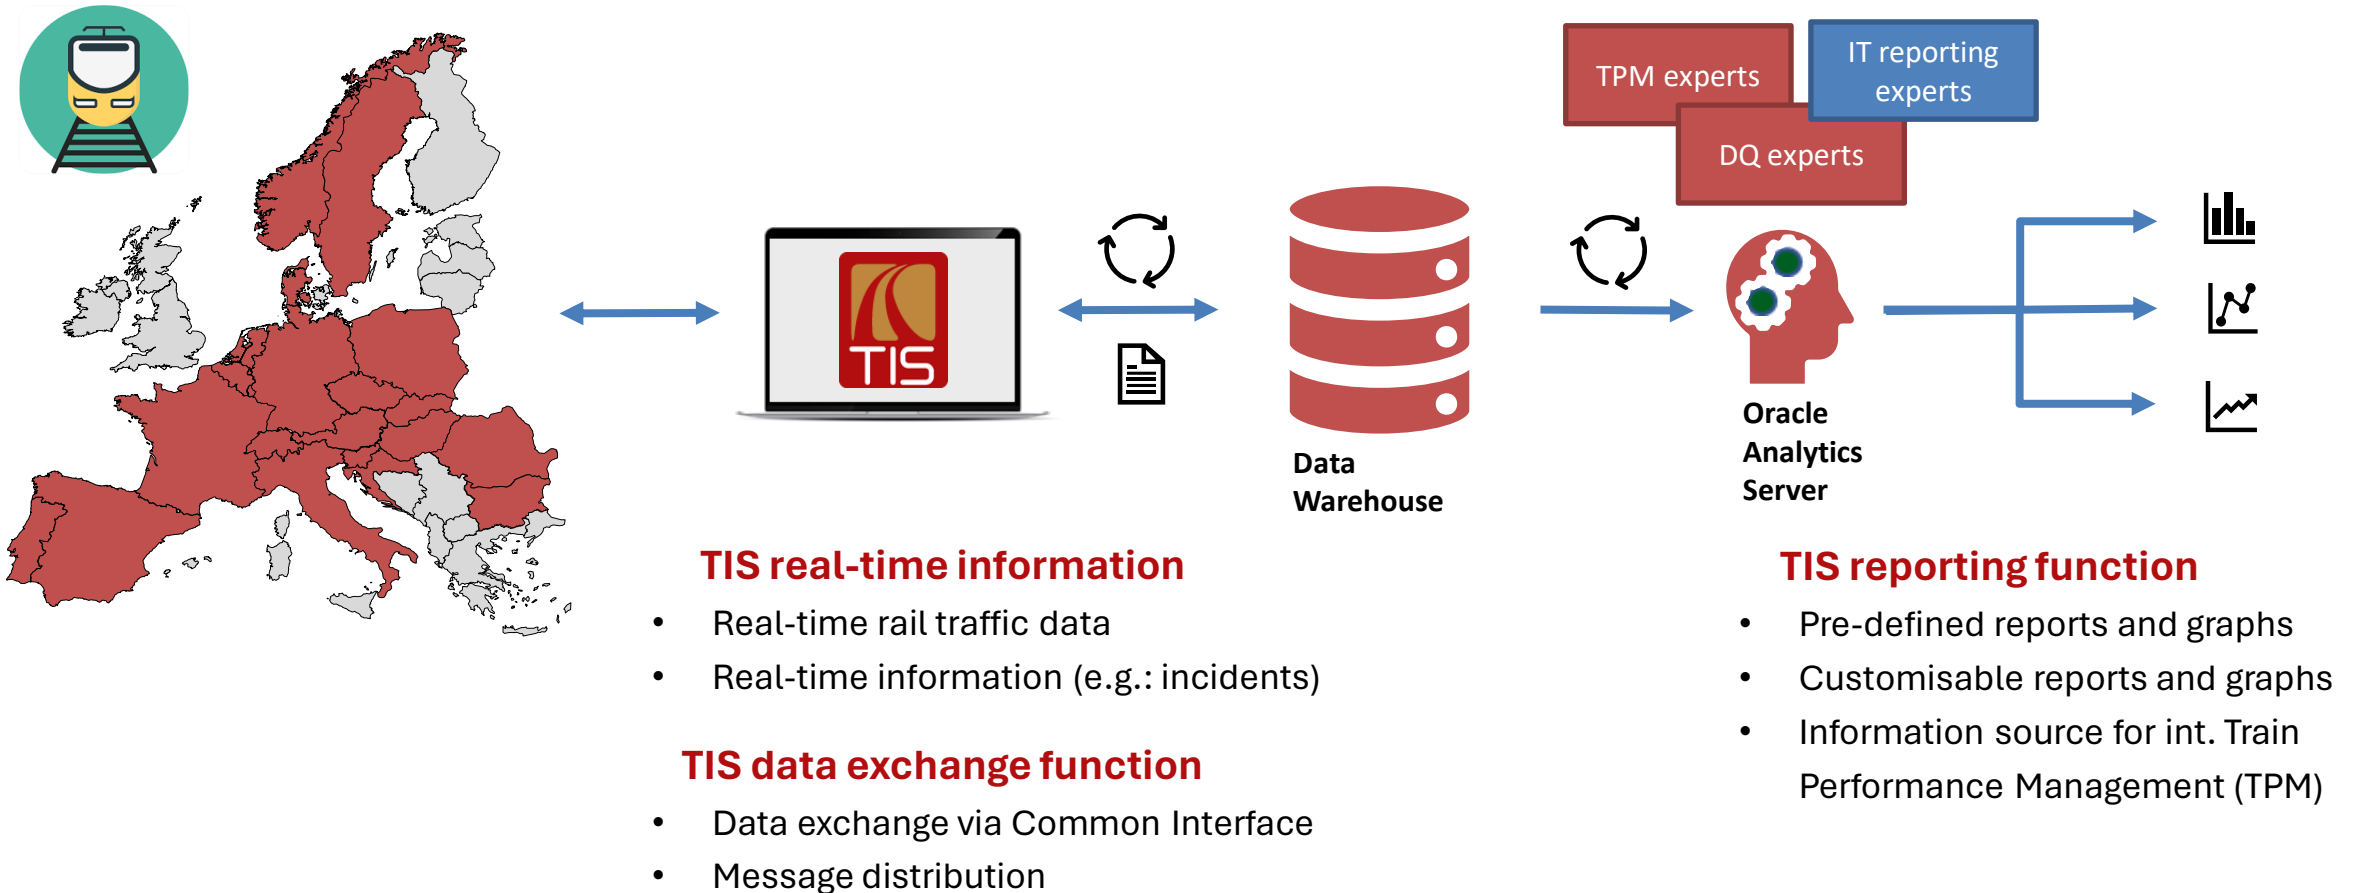 TPM experts
IT reporting
experts
DQ experts
TIS
Data
Warehouse
Oracle
Analytics
Server
TIS real-time information
• Real-time rail traffic data
• Real-time information (e.g.: incidents)
TIS data exchange function
• Data exchange via Common Interface
• Message distribution
TIS reporting function
• Pre-defined reports and graphs
• Customisable reports and graphs
• Information source for int. Train
Performance Management (TPM)